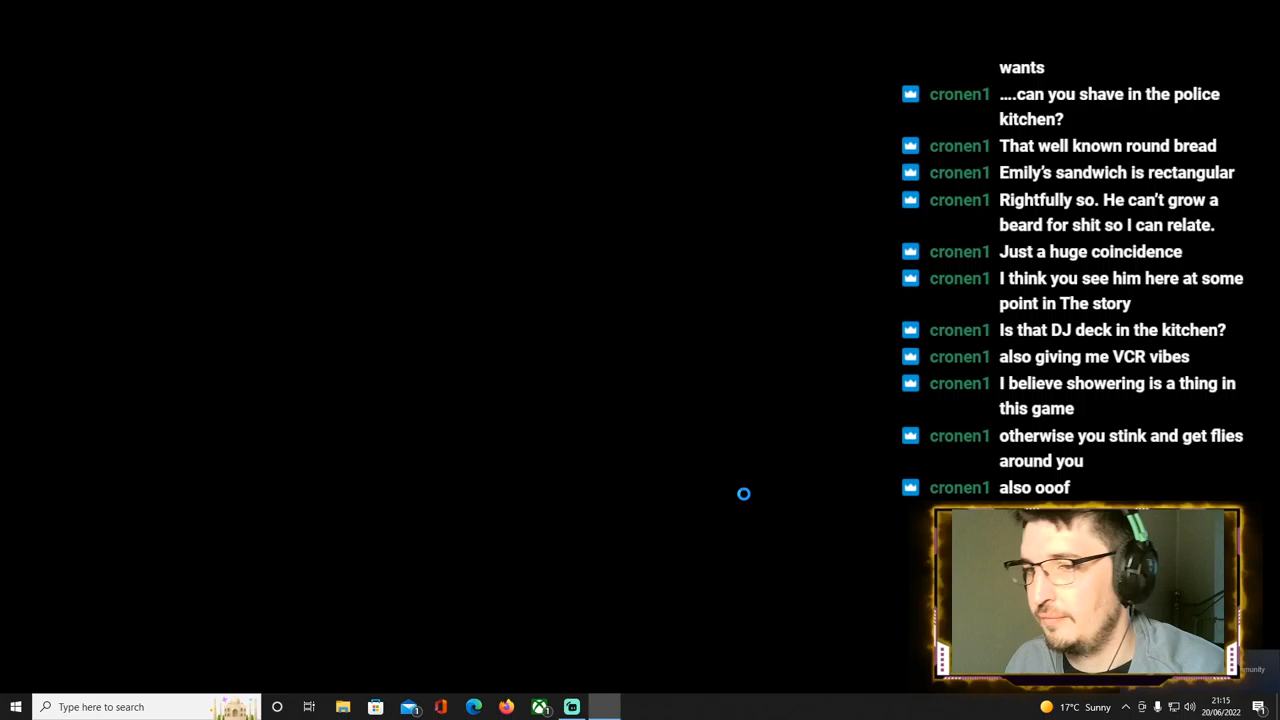 wants
cronen1 ....can you shave in the police
kitchen?
cronen1 That well known round bread
cronen1 Emily’s sandwich is rectangular
cronen1 Rightfully so. He can’t grow a
beard for shit so I can relate.
cronen1 Just a huge coincidence
cronen1 I think you see him here at some
point in The story
cronen1 Is that DJ deck in the kitchen?
cronen1 also giving me VCR vibes
cronen1 I believe showering is a thing in
this game
cronen1 otherwise you stink and get flies
around you
cronen1 also ooof
Type here to search
1
1
17°C Sunny
21:15
20/06/2022
1